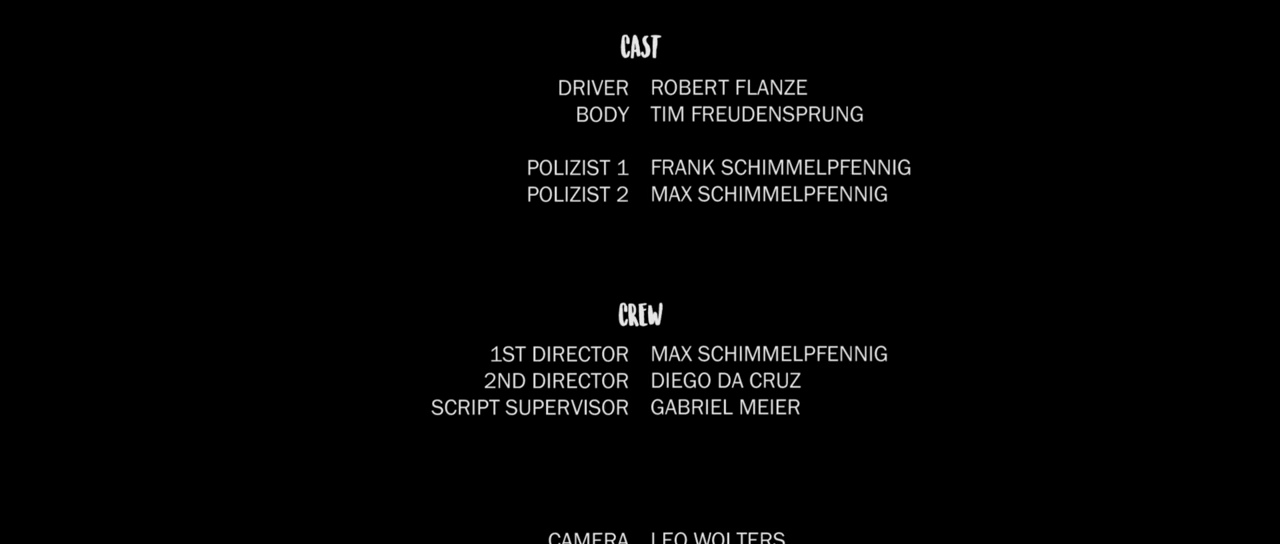 CAST
DRIVER ROBERT FLANZE
BODY TIM FREUDENSPRUNG
POLIZIST 1 FRANK SCHIMMELPFENNIG
POLIZIST 2 MAX SCHIMMELPFENNIG
CREW
1ST DIRECTOR MAX SCHIMMELPFENNIG
2ND DIRECTOR DIEGO DA CRUZ
SCRIPT SUPERVISOR GABRIEL MEIER
CAMERA LEO WOLTERS